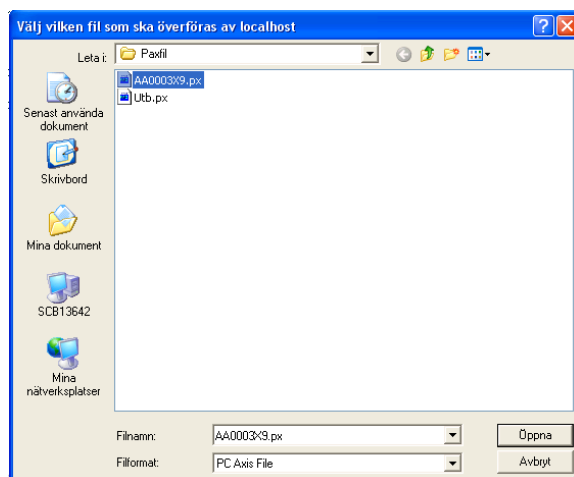 Välj vilken fil som ska överföras av localhost
Leta i:
Paxfil
AA0003X9.px
Utb.px
Senast använda
dokument
Skrivbord
Mina dokument
SCB13642
Mina
nätverksplatser
Filnamn:
AA0003X9.px
Öppna
Filformat:
PC Axis File
Avbryt